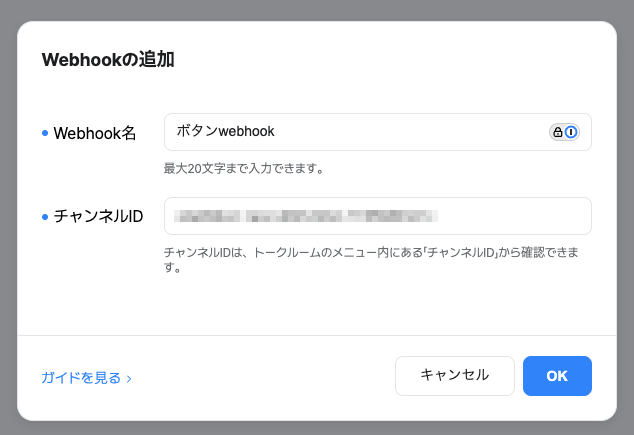 Webhookの追加
Webhook名
ボタンwebhook
最大20文字まで入力できます。
チャンネルID
チャンネルIDは、トークルームのメニュー内にある「チャンネルID」から確認できま
す。
ガイドを見る
キャンセル
OK